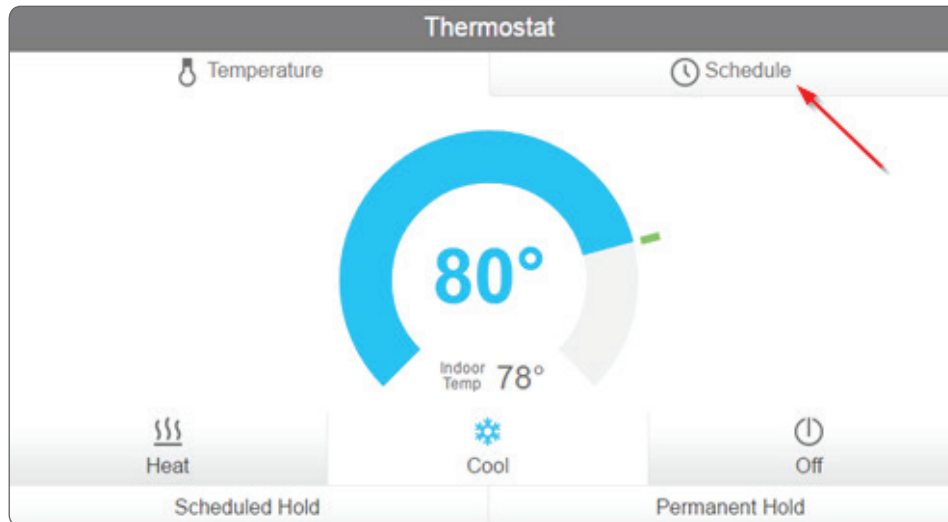 Thermostat
Temperature
Schedule
80°
Indoor
Temp
78°
Heat
Cool
Off
Scheduled Hold
Permanent Hold